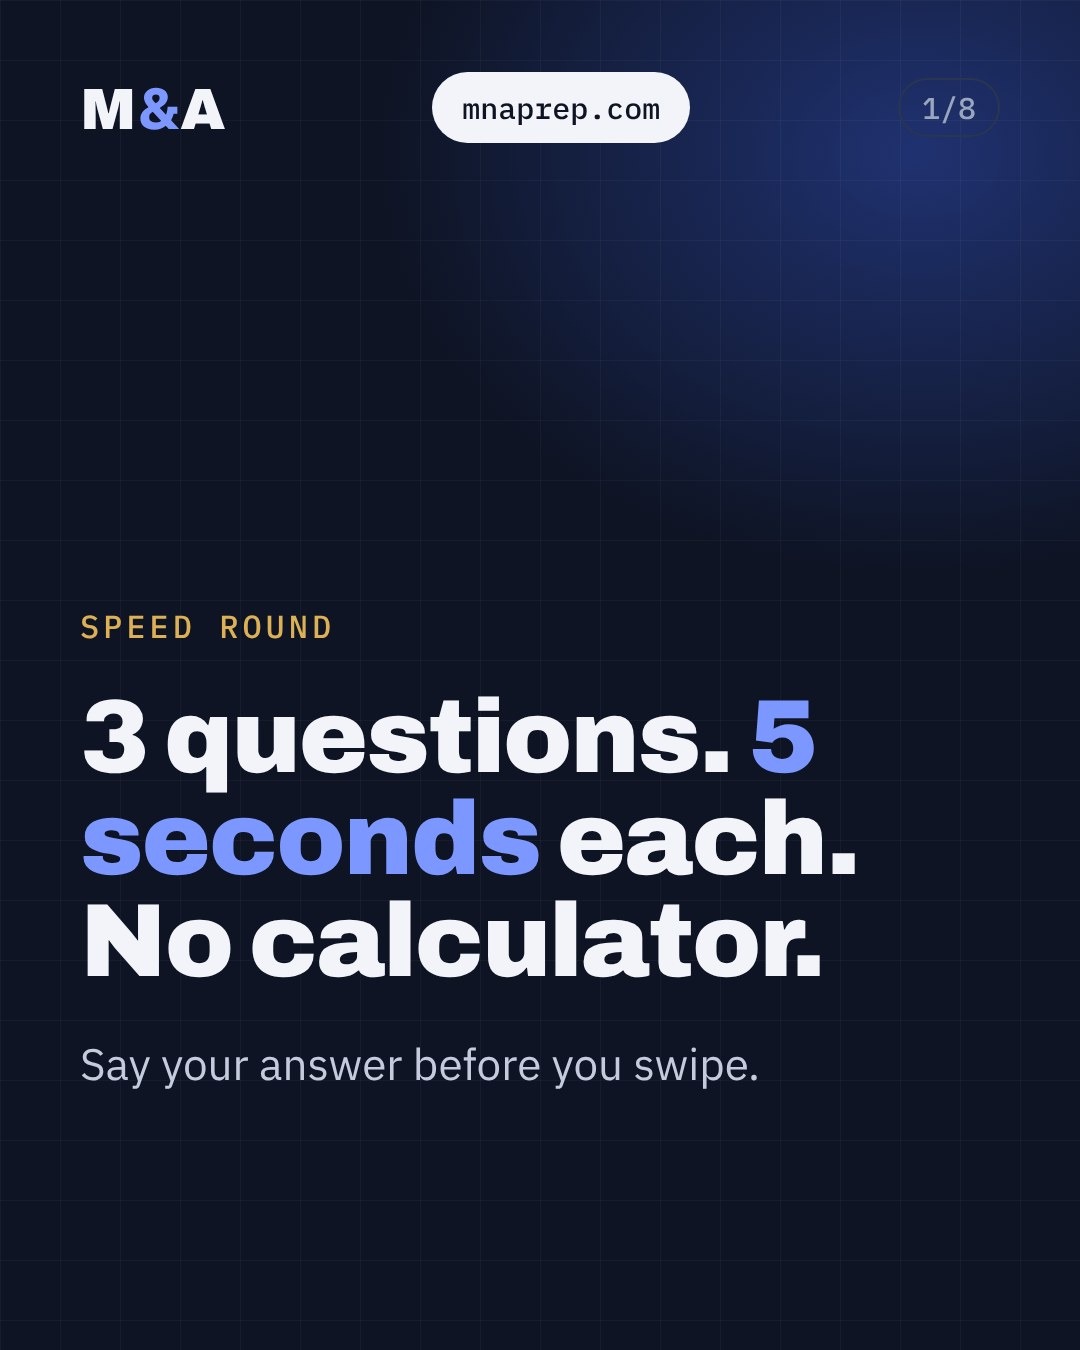 M&A
mnaprep.com
1/8
SPEED ROUND
3 questions. 5
seconds each.
No calculator.
Say your answer before you swipe.